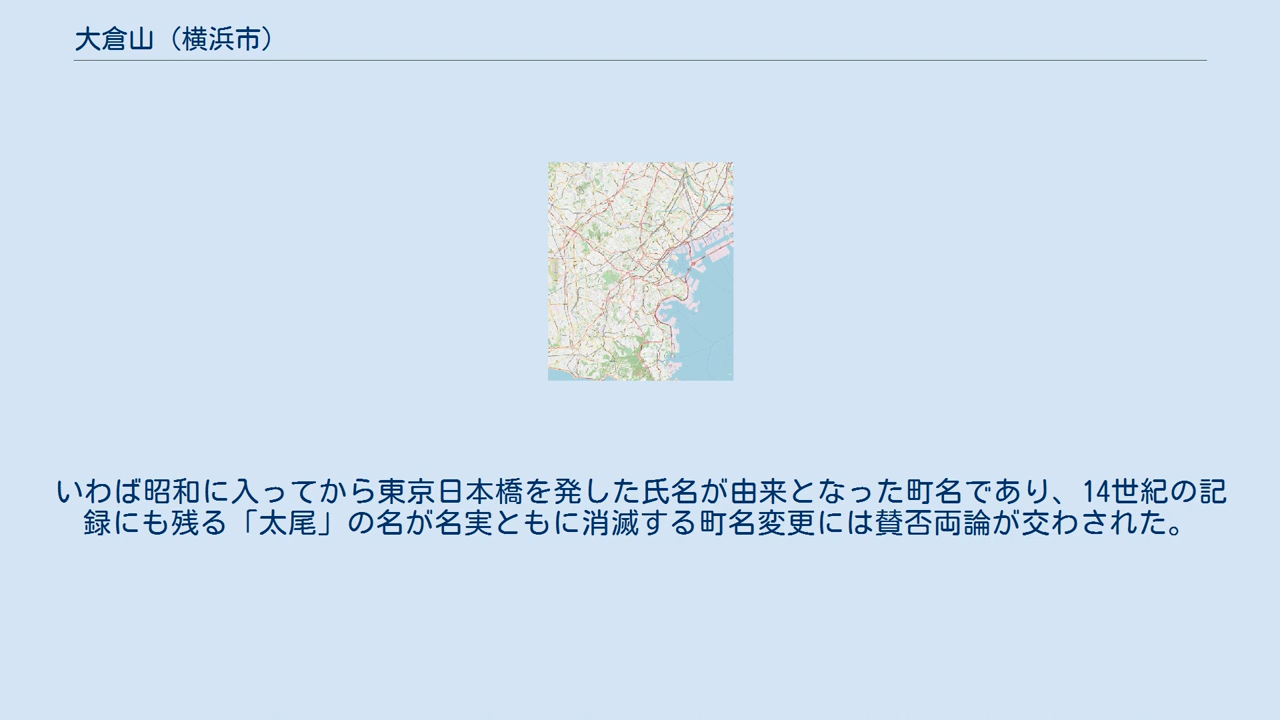 大倉山（横浜市）
いわば昭和に入ってから東京日本橋を発した氏名が由来となった町名であり、14世紀の記
録にも残る「太尾」の名が名実ともに消滅する町名変更には賛否両論が交わされた。